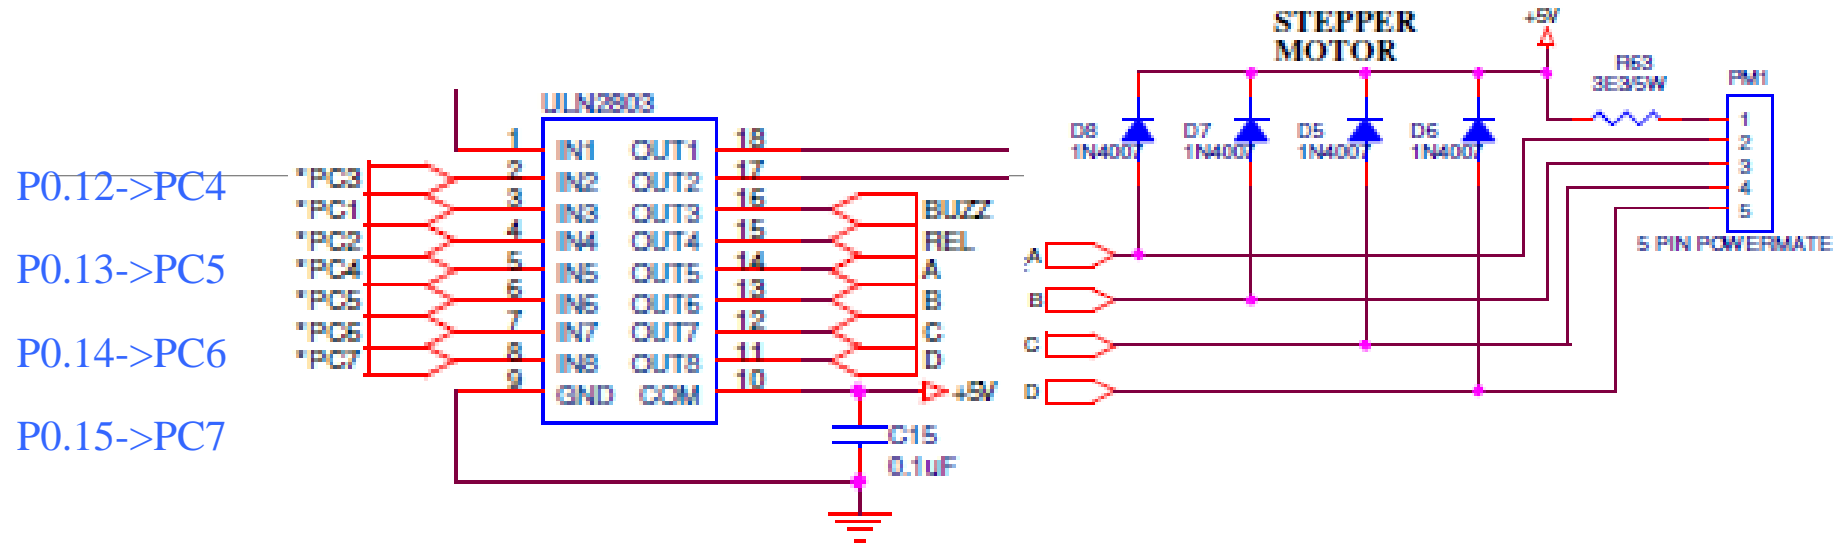 P0.12->PC4
P0.13->PC5
P0.14->PC6
P0.15->PC7
ULN2803
*PC3
*PC1
*PC2
*PC4
*PC5
*PC6
*PC7
1 IN1 OUT1 18
2 IN2 OUT2 17
3 IN3 OUT3 16
4 IN4 OUT4 15
5 IN5 OUT5 14
6 IN6 OUT6 13
7 IN7 OUT7 12
8 IN8 OUT8 11
9 GND COM 10
BUZZ
REL
A
B
C
D
+5V
C15
0.1uF
STEPPER
MOTOR
+5V
R63
3E3/5W
PM1
D8
1N4007
D7
1N4007
D5
1N4007
D6
1N4007
1
2
3
4
5
5 PIN POWERMATE
A
B
C
D